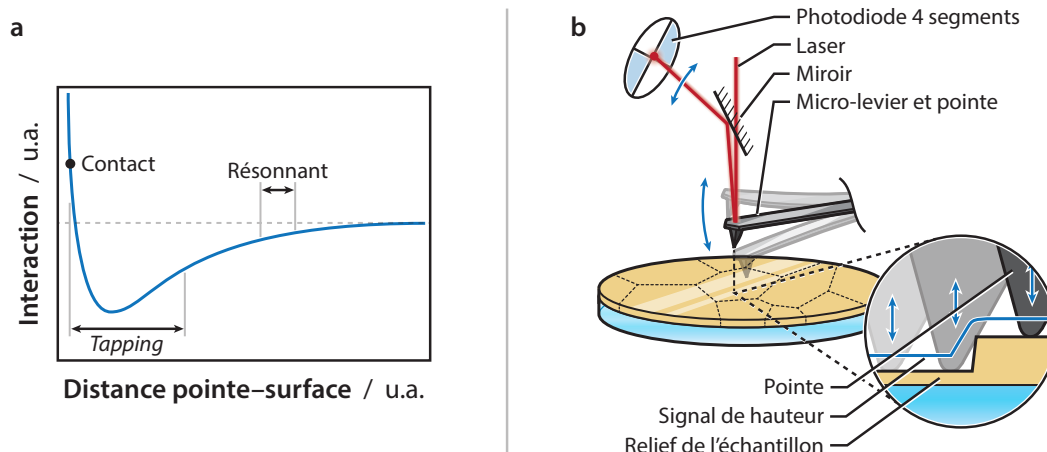 a
Interaction / u.a.
Contact
Résonnant
Tapping
Distance pointe–surface / u.a.
b
Photodiode 4 segments
Laser
Miroir
Micro-levier et pointe
Pointe
Signal de hauteur
Relief de l'échantillon